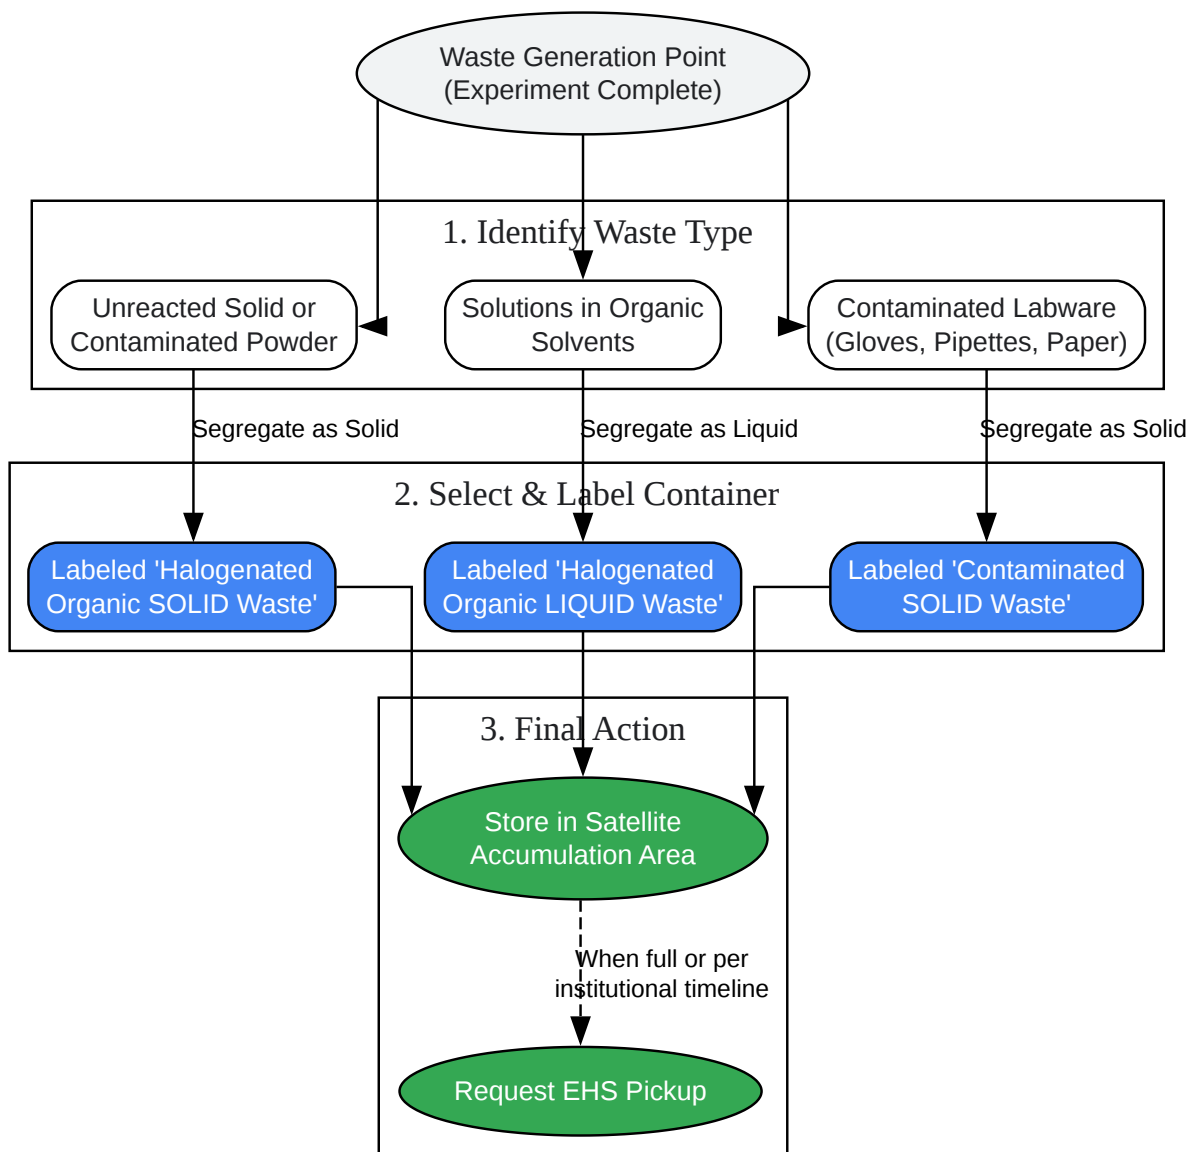 Waste Generation Point
(Experiment Complete)
1. Identify Waste Type
Unreacted Solid or
Contaminated Powder
Solutions in Organic
Solvents
Contaminated Labware
(Gloves, Pipettes, Paper)
Segregate as Solid
Segregate as Liquid
Segregate as Solid
2. Select & Label Container
Labeled 'Halogenated
Organic SOLID Waste'
Labeled 'Halogenated
Organic LIQUID Waste'
Labeled 'Contaminated
SOLID Waste'
3. Final Action
Store in Satellite
Accumulation Area
When full or per
institutional timeline
Request EHS Pickup